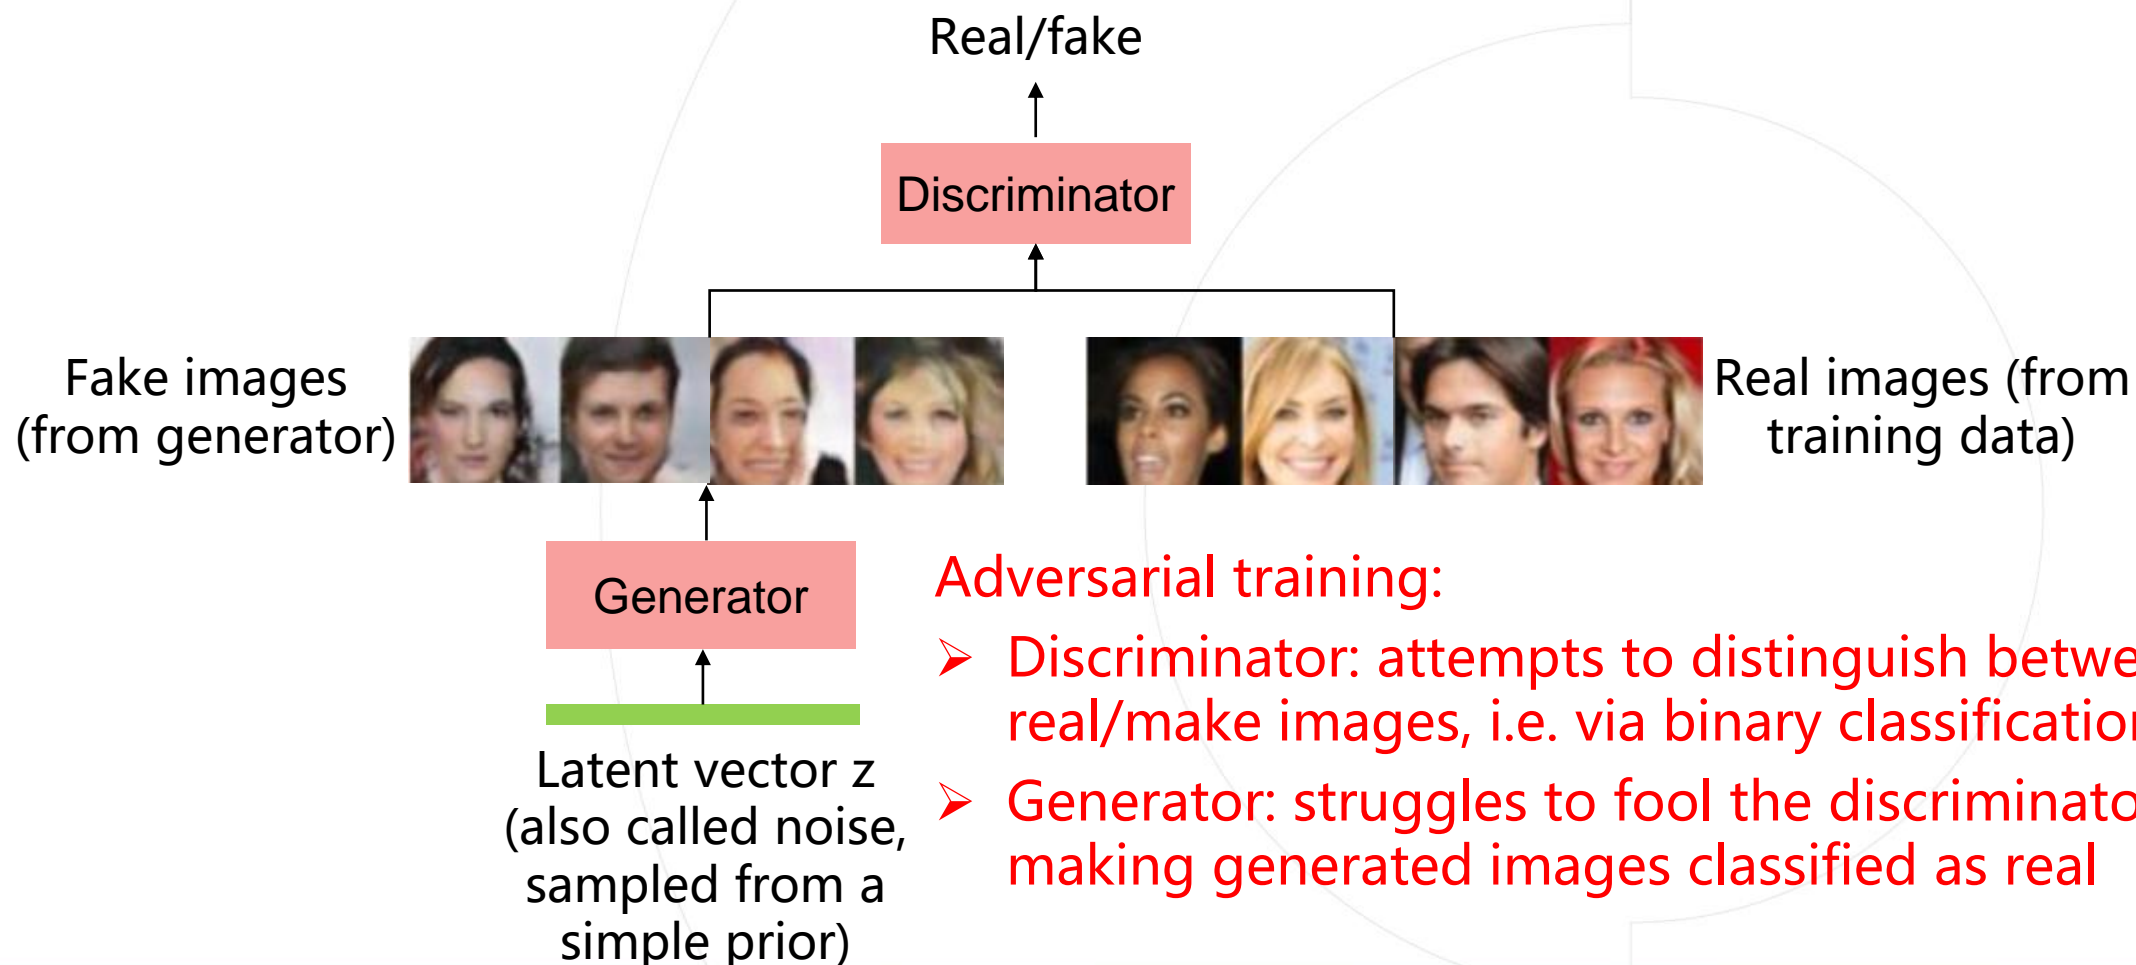 Real/fake
Discriminator
Fake images
(from generator)
Real images (from
training data)
Generator
Latent vector z
(also called noise,
sampled from a
simple prior)
Adversarial training:
➢ Discriminator: attempts to distinguish betwe
real/make images, i.e. via binary classification
➢ Generator: struggles to fool the discriminato
making generated images classified as real